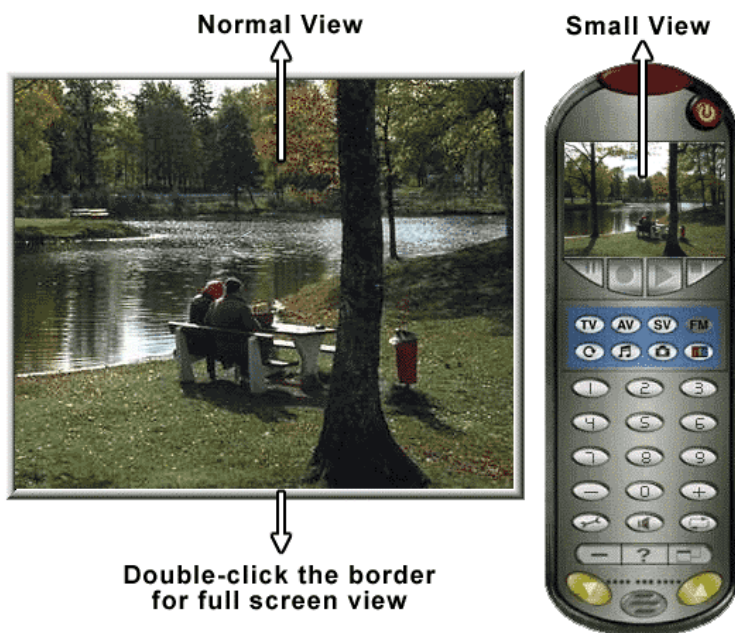 Normal View
Small View
TV AV SV FM
1 2 3
4 5 6
7 8 9
− 0 +
− ?
Double-click the border
for full screen view